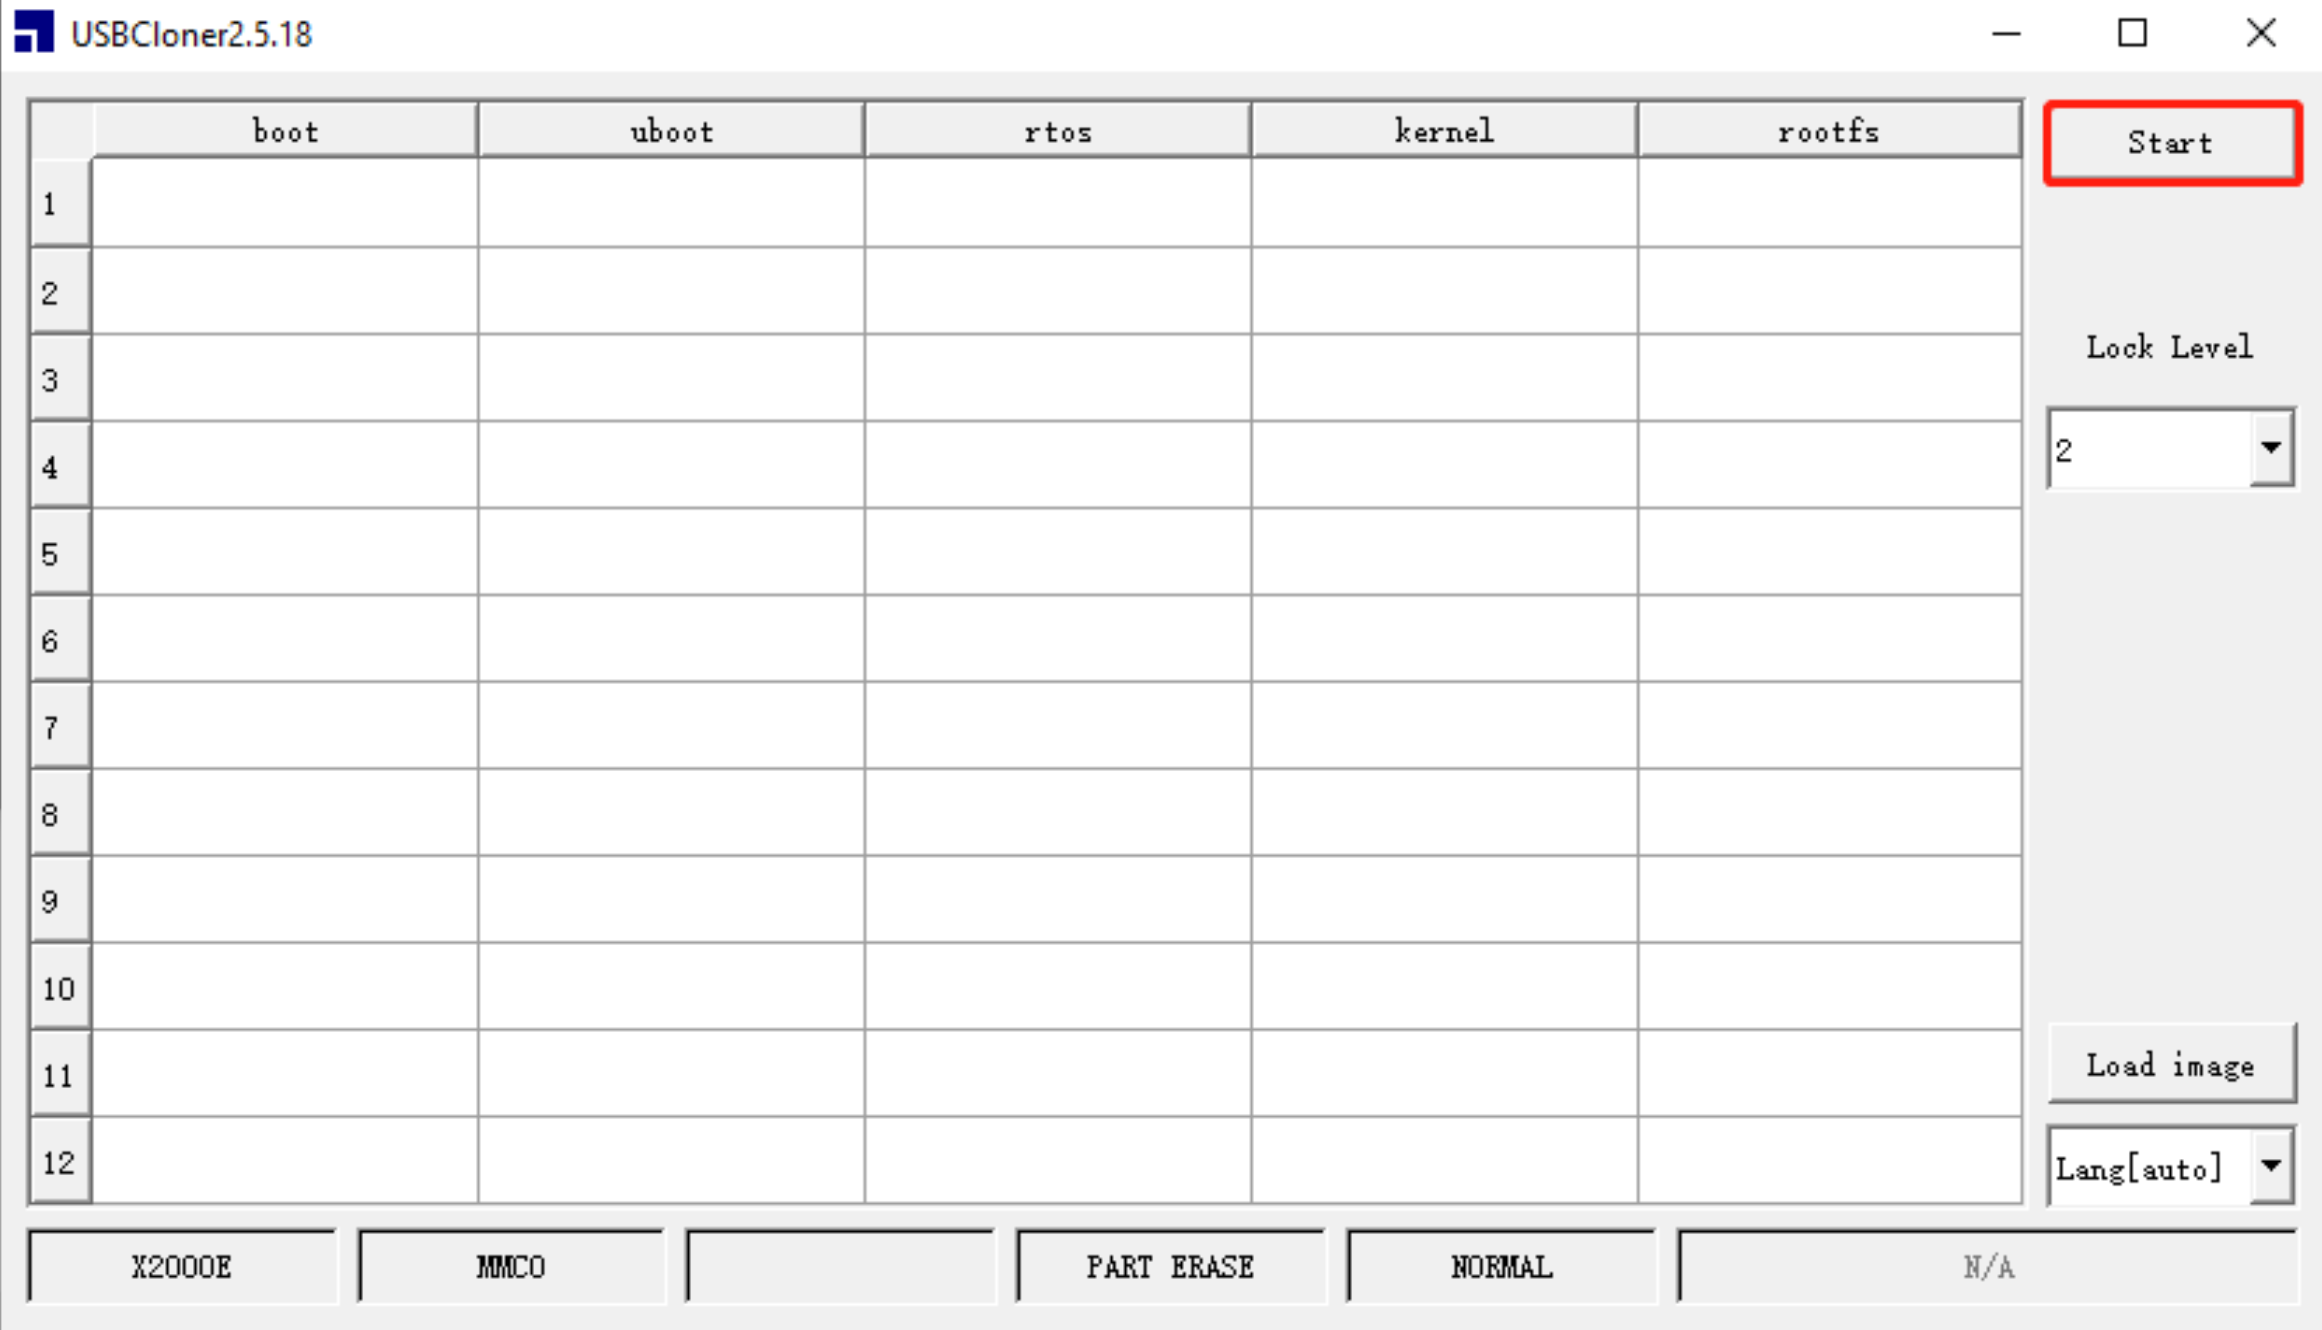 USBCloner2.5.18
boot uboot rtos kernel rootfs
Start
1
2
Lock Level
3
4
2
5
6
7
8
9
10
11
Load image
12
Lang[auto]
X2000E MMC0 PART ERASE NORMAL N/A